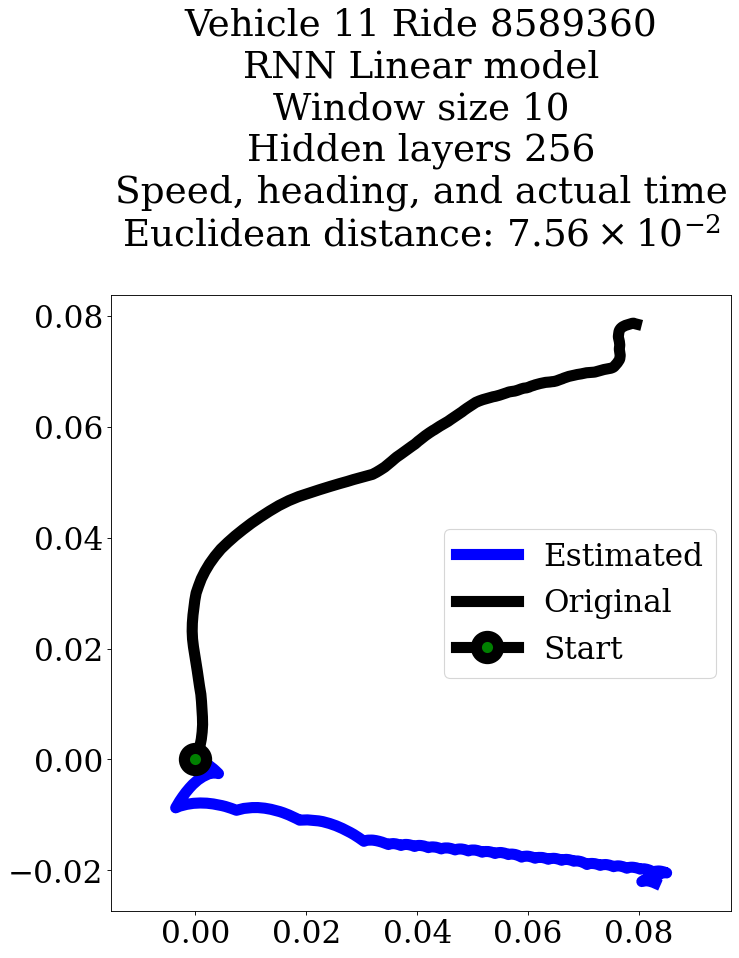 Vehicle 11 Ride 8589360
RNN Linear model
Window size 10
Hidden layers 256
Speed, heading, and actual time
Euclidean distance: 7.56 × 10⁻²
0.08
0.06
0.04
0.02
0.00
−0.02
Estimated
Original
Start
0.00 0.02 0.04 0.06 0.08